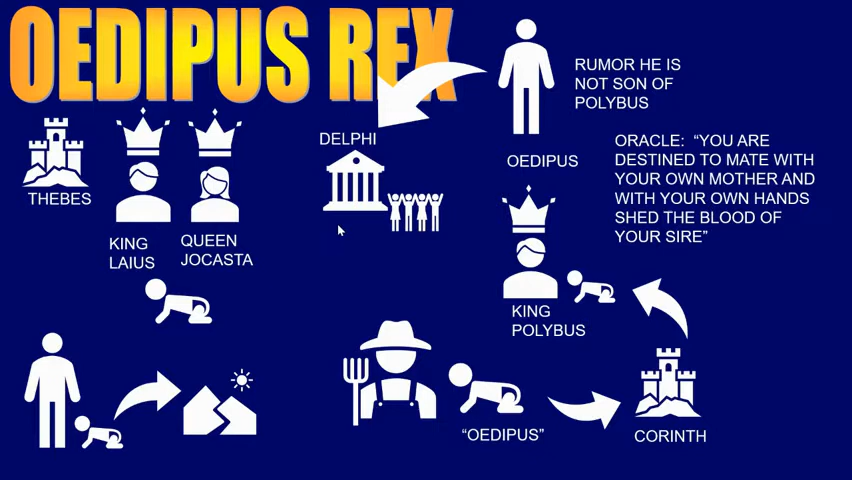 OEDIPUS REX
RUMOR HE IS
NOT SON OF
POLYBUS
DELPHI
OEDIPUS
ORACLE: “YOU ARE
DESTINED TO MATE WITH
YOUR OWN MOTHER AND
WITH YOUR OWN HANDS
SHED THE BLOOD OF
YOUR SIRE”
THEBES
KING
LAIUS
QUEEN
JOCASTA
KING
POLYBUS
“OEDIPUS”
CORINTH